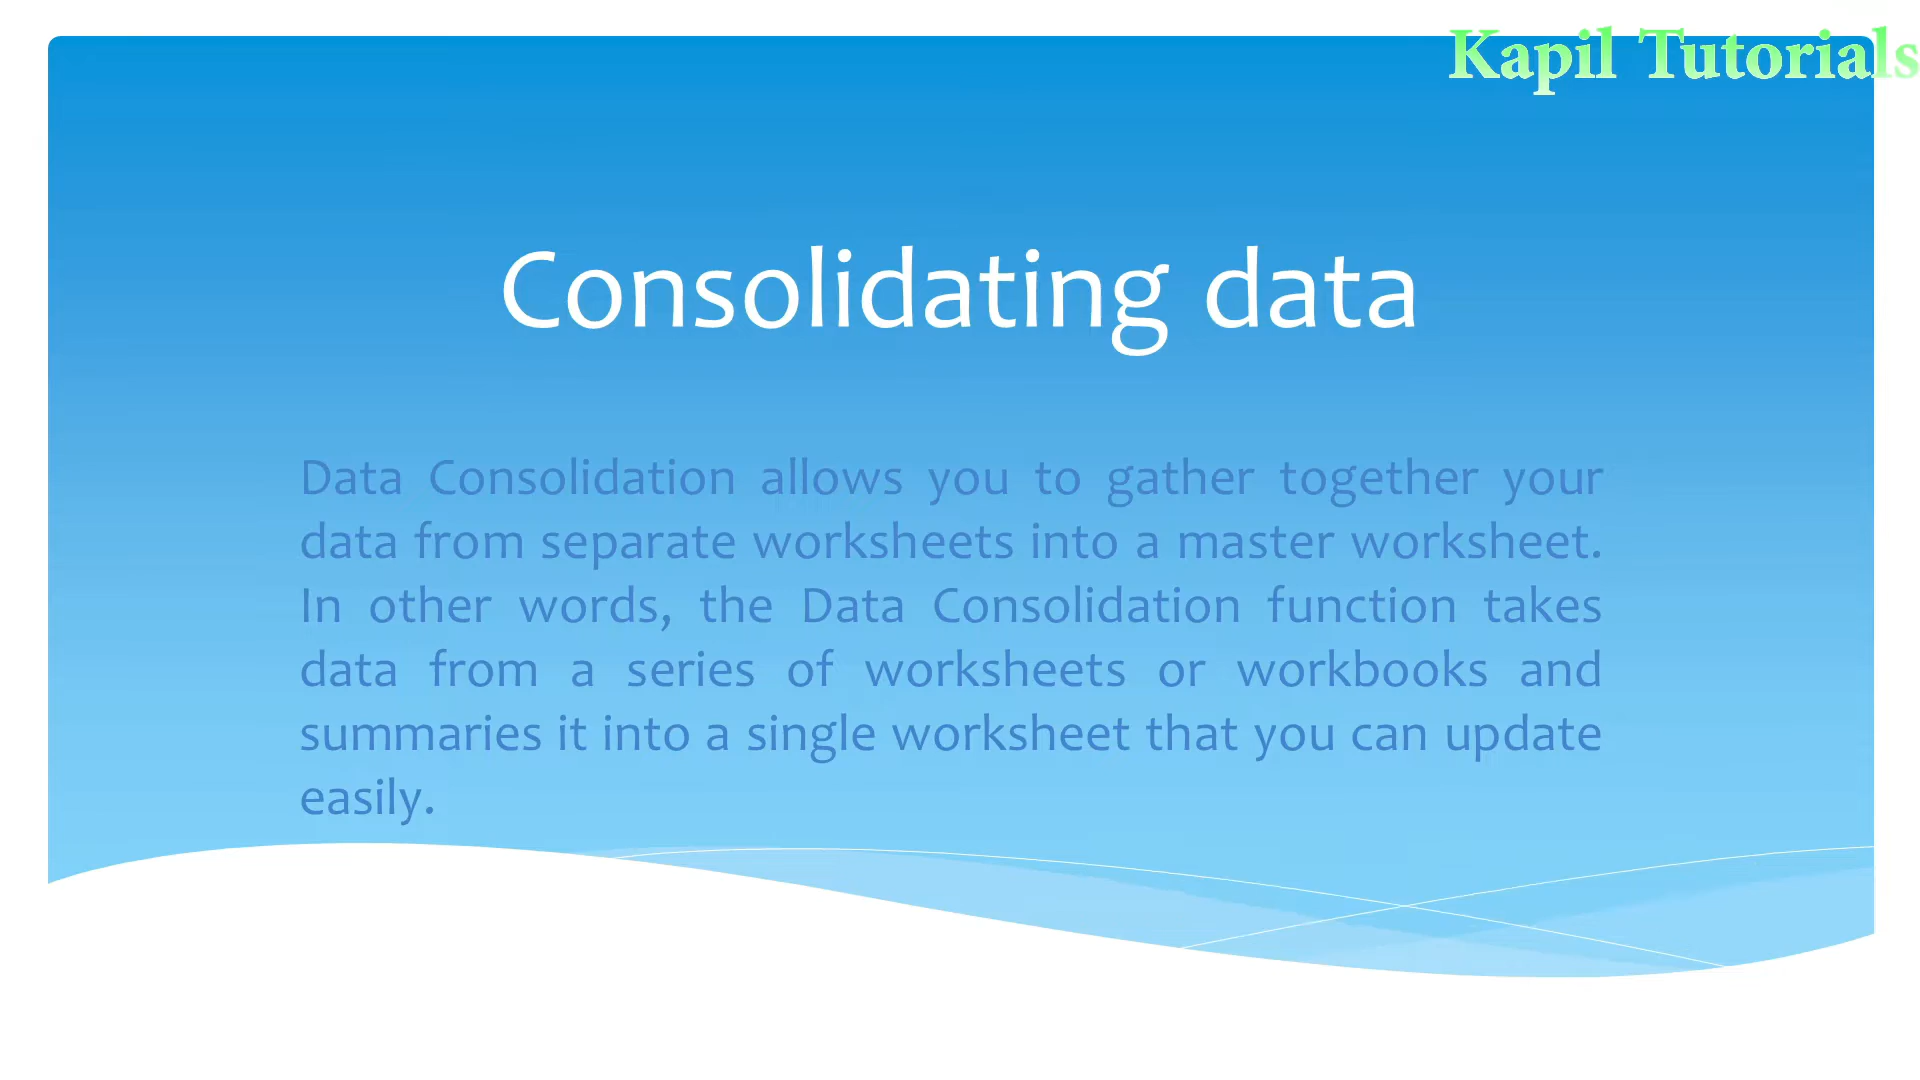 Kapil Tutorials
Consolidating data
Data Consolidation allows you to gather together your
data from separate worksheets into a master worksheet.
In other words, the Data Consolidation function takes
data from a series of worksheets or workbooks and
summaries it into a single worksheet that you can update
easily.